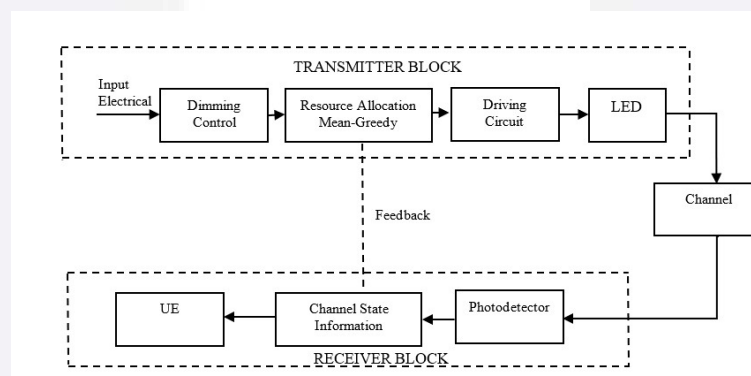 TRANSMITTER BLOCK
Input
Electrical
Dimming
Control
Resource Allocation
Mean-Greedy
Driving
Circuit
LED
Channel
Feedback
UE
Channel State
Information
Photodetector
RECEIVER BLOCK